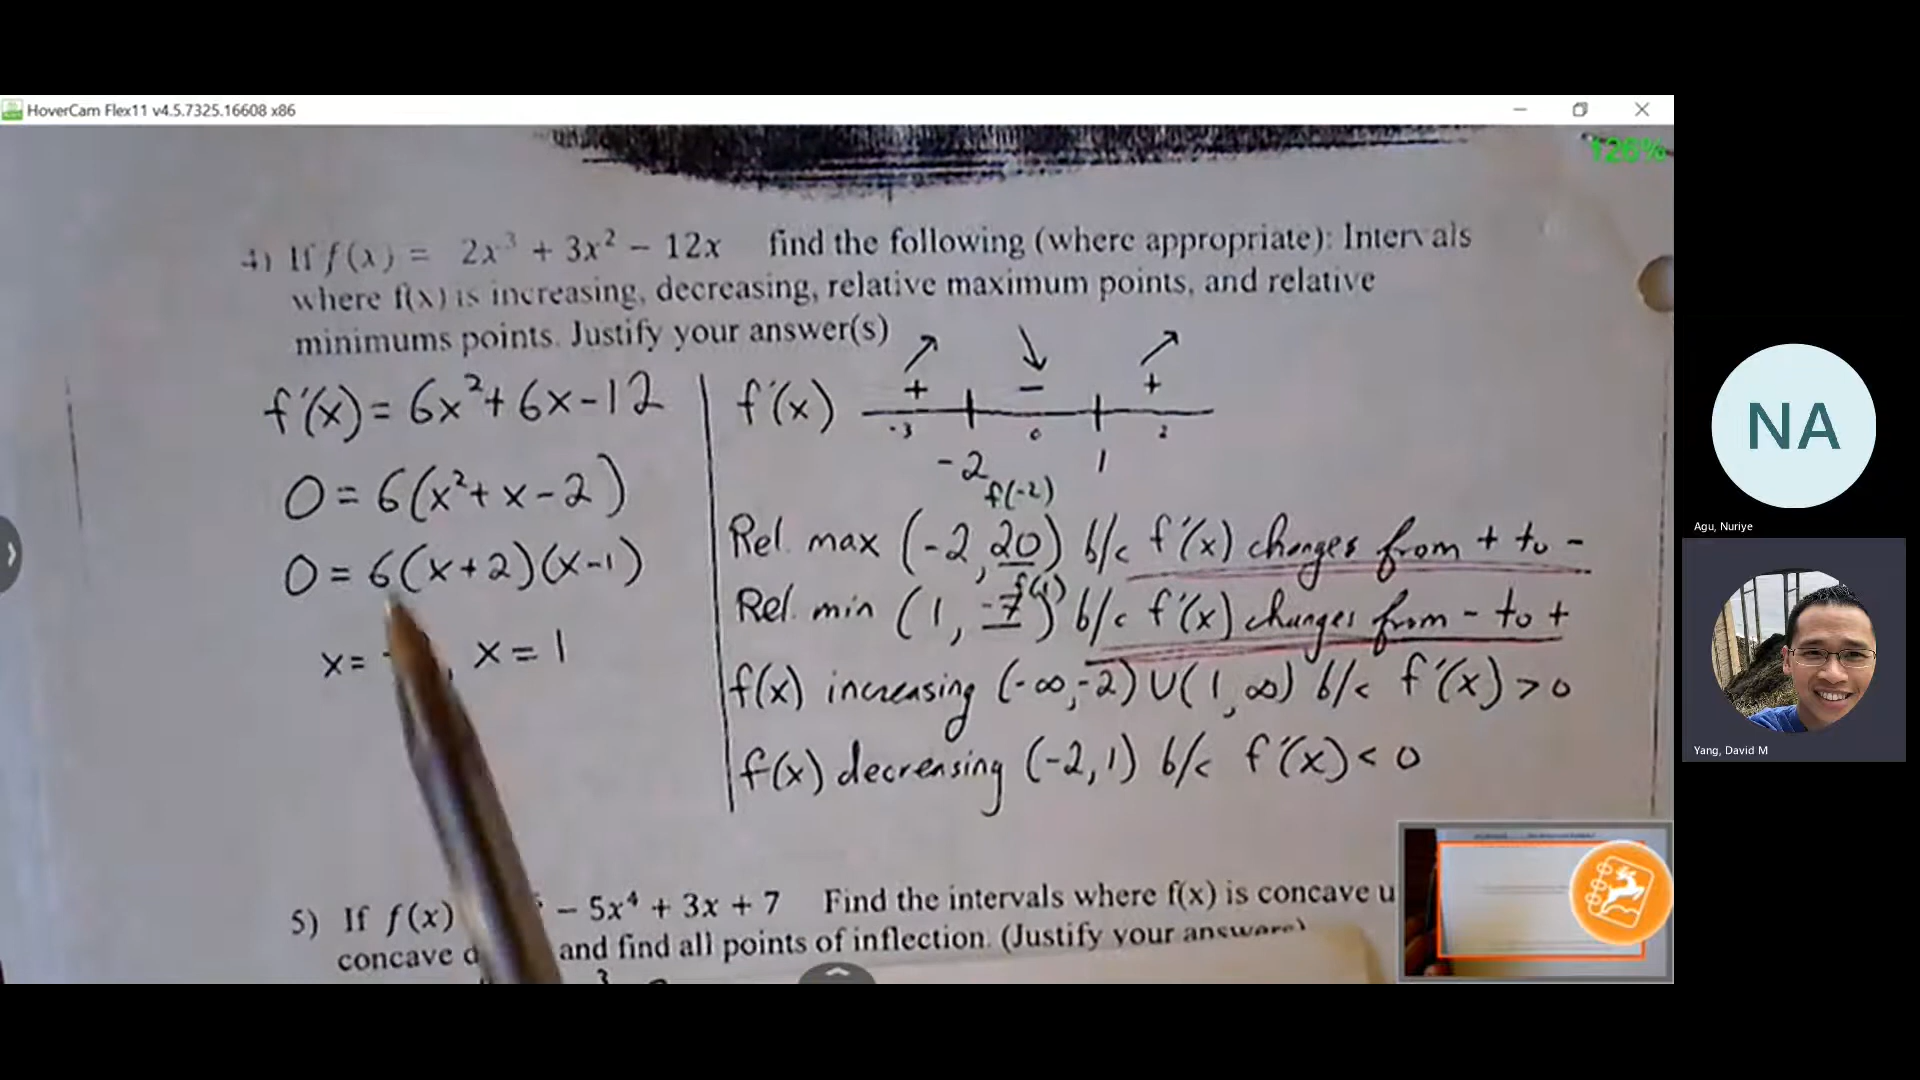 HoverCam Flex11 v4.5.7325.16608 x86
126%
4) If f(x) = 2x³ + 3x² − 12x find the following (where appropriate): Intervals
where f(x) is increasing, decreasing, relative maximum points, and relative
minimums points. Justify your answer(s)
f'(x) = 6x² + 6x - 12
0 = 6(x² + x - 2)
0 = 6(x+2)(x-1)
x = , x = 1
f'(x) + - +
-3 0 2
-2 1
f(-2)
Rel. max (-2, 20) b/c f'(x) changes from + to -
f(1)
Rel. min (1, -7) b/c f'(x) changes from - to +
f(x) increasing (-∞,-2) U (1, ∞) b/c f'(x) > 0
f(x) decreasing (-2, 1) b/c f'(x) < 0
5) If f(x) − 5x⁴ + 3x + 7 Find the intervals where f(x) is concave u
concave d and find all points of inflection. (Justify your answers)
NA
Agu, Nuriye
Yang, David M